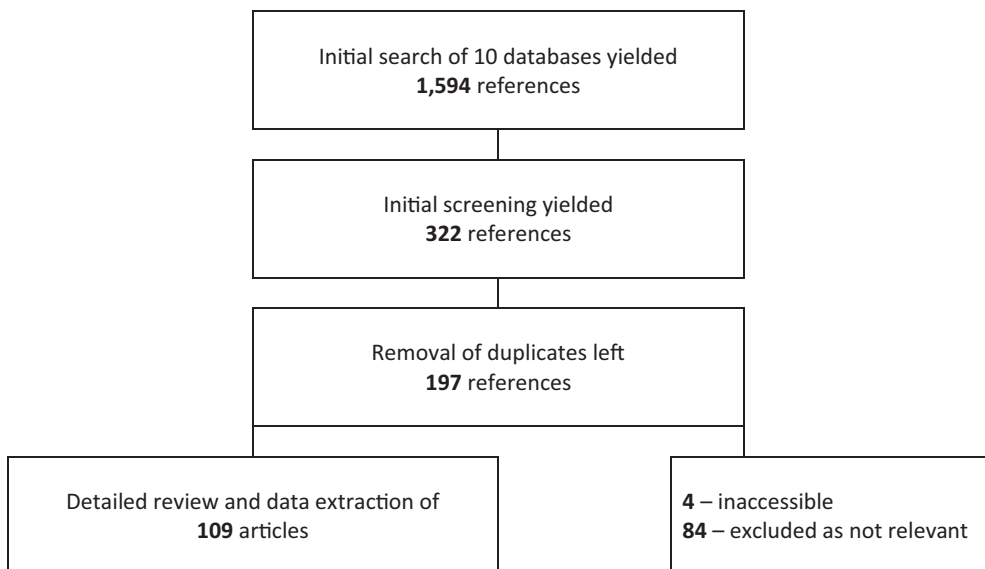 Initial search of 10 databases yielded
1,594 references
Initial screening yielded
322 references
Removal of duplicates left
197 references
Detailed review and data extraction of
109 articles
4 – inaccessible
84 – excluded as not relevant